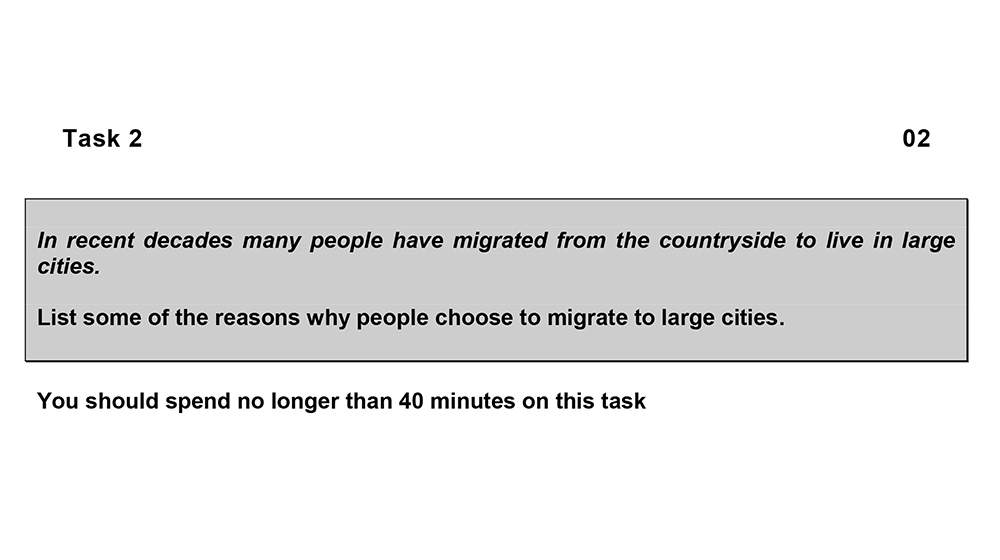 Task 2 02
In recent decades many people have migrated from the countryside to live in large
cities.
List some of the reasons why people choose to migrate to large cities.
You should spend no longer than 40 minutes on this task